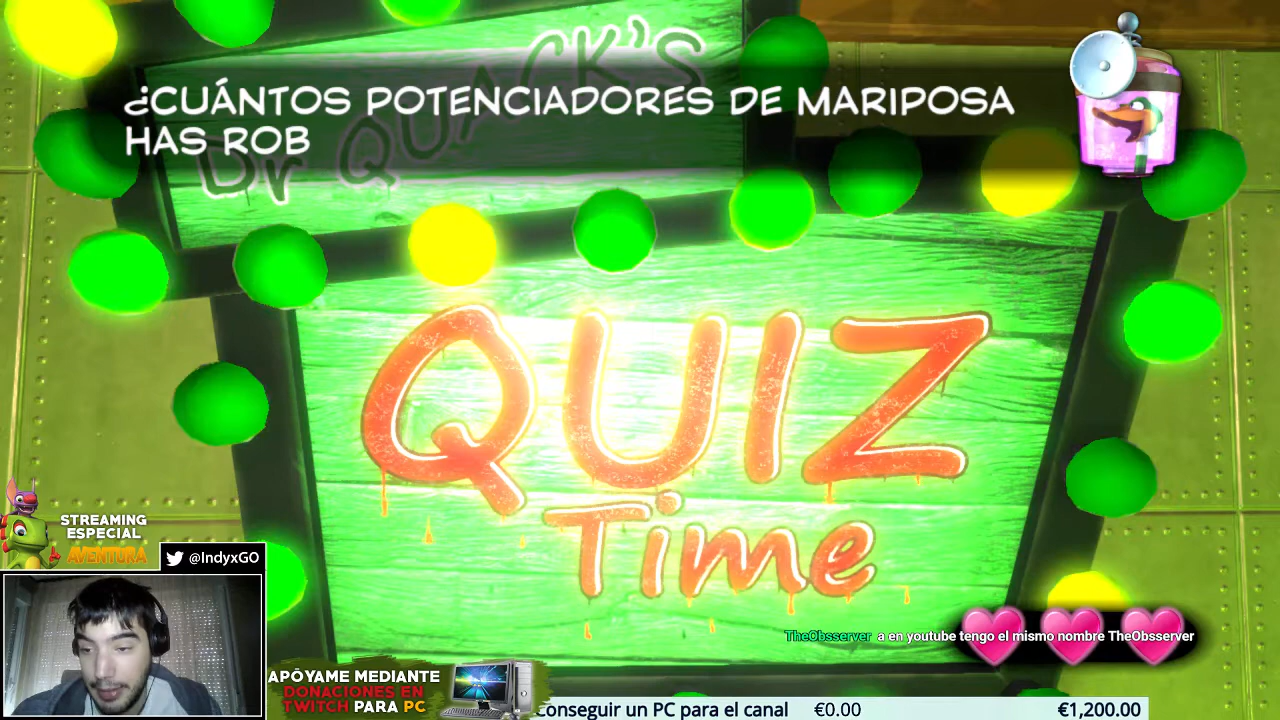 Dr QUACK'S
¿CUÁNTOS POTENCIADORES DE MARIPOSA
HAS ROB
QUIZ
Time
STREAMING
ESPECIAL
AVENTURA
@IndyxGO
TheObsserver a en youtube tengo el mismo nombre TheObsserver
APÓYAME MEDIANTE
DONACIONES EN
TWITCH PARA PC
Conseguir un PC para el canal €0.00 €1,200.00